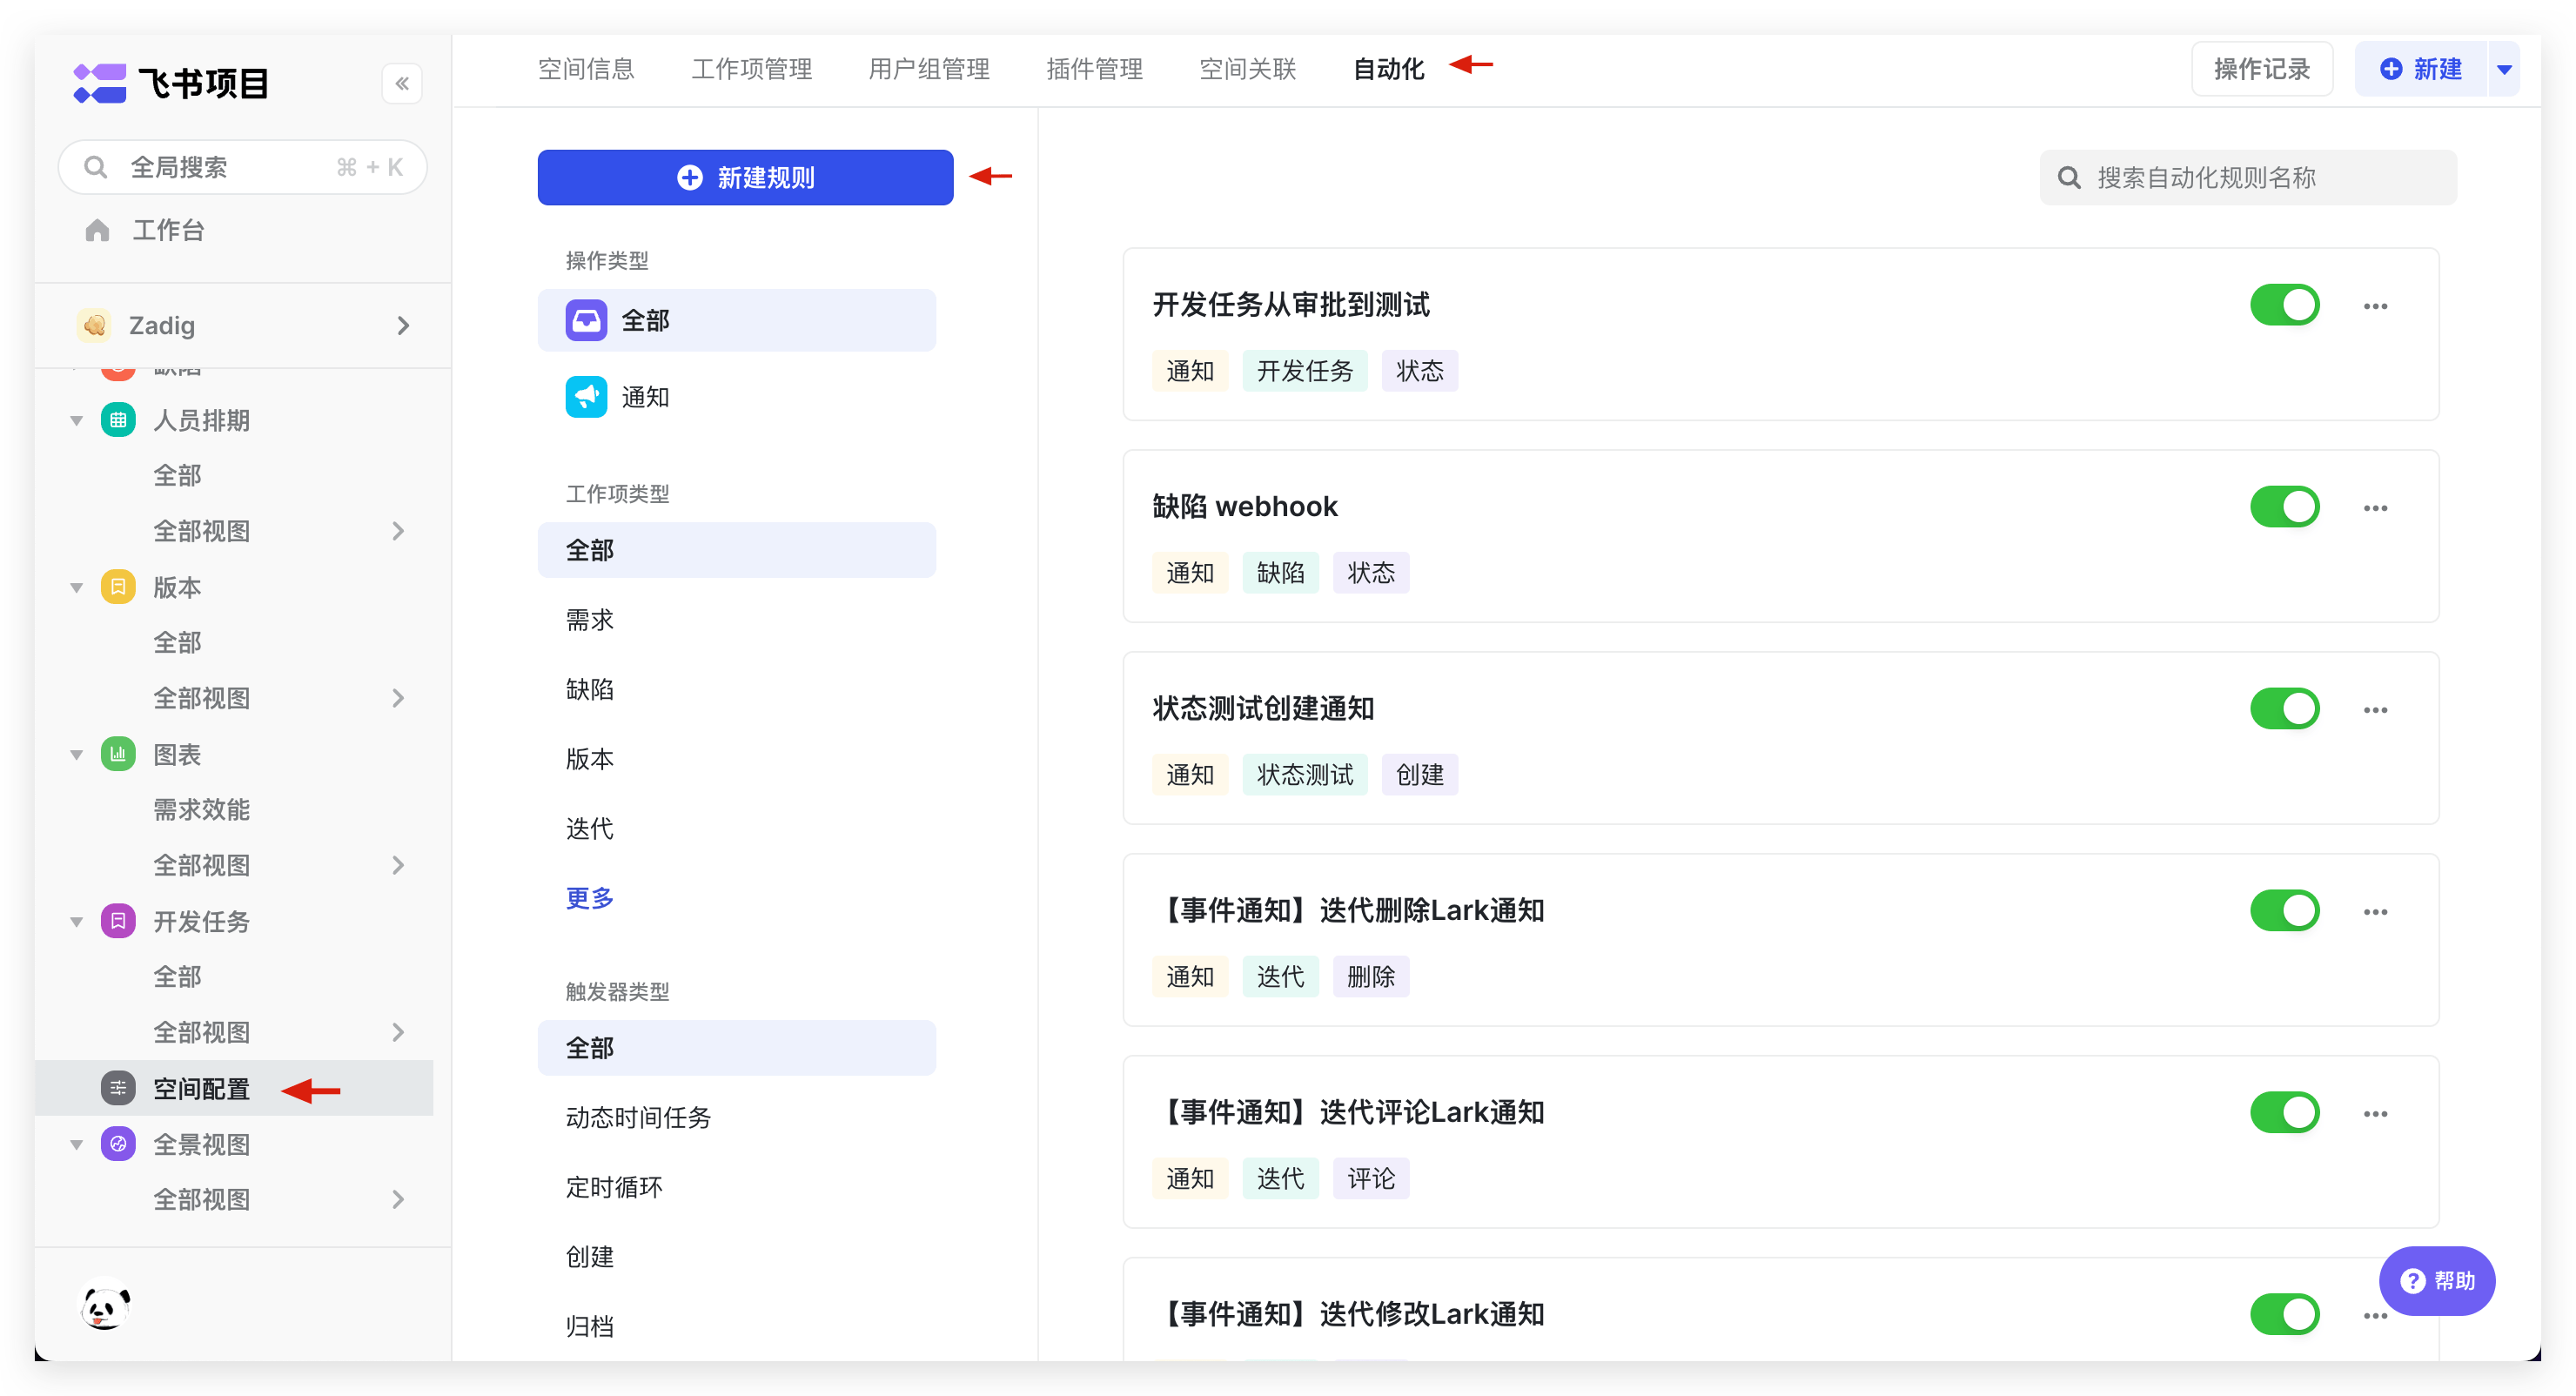 飞书项目
全局搜索 ⌘ + K
工作台
Zadig
缺陷
人员排期
全部
全部视图
版本
全部
全部视图
图表
需求效能
全部视图
开发任务
全部
全部视图
空间配置
全景视图
全部视图
空间信息 工作项管理 用户组管理 插件管理 空间关联 自动化 操作记录 新建
新建规则
操作类型
全部
通知
工作项类型
全部
需求
缺陷
版本
迭代
更多
触发器类型
全部
动态时间任务
定时循环
创建
归档
搜索自动化规则名称
开发任务从审批到测试
通知 开发任务 状态
缺陷 webhook
通知 缺陷 状态
状态测试创建通知
通知 状态测试 创建
【事件通知】迭代删除Lark通知
通知 迭代 删除
【事件通知】迭代评论Lark通知
通知 迭代 评论
【事件通知】迭代修改Lark通知
帮助